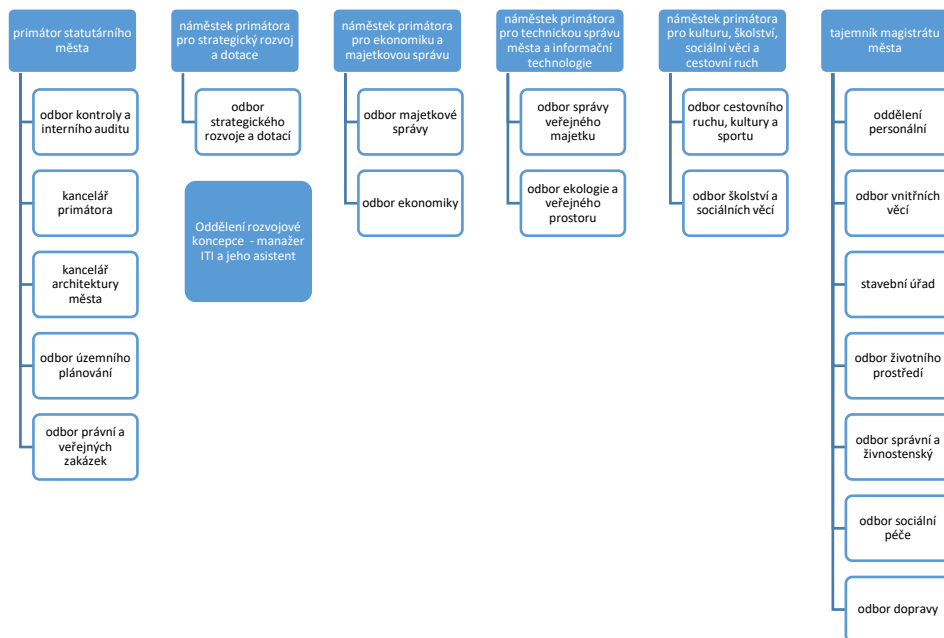 primátor statutárního
města
odbor kontroly a
interního auditu
kancelář
primátora
kancelář
architektury
města
odbor územního
plánování
odbor právní a
veřejných
zakázek
náměstek primátora
pro strategický rozvoj
a dotace
odbor
strategického
rozvoje a dotací
Oddělení rozvojové
koncepce - manažer
ITI a jeho asistent
náměstek primátora
pro ekonomiku a
majetkovou správu
odbor majetkové
správy
odbor ekonomiky
náměstek primátora
pro technickou správu
města a informační
technologie
odbor správy
veřejného
majetku
odbor ekologie a
veřejného
prostoru
náměstek primátora
pro kulturu, školství,
sociální věci a
cestovní ruch
odbor cestovního
ruchu, kultury a
sportu
odbor školství a
sociálních věcí
tajemník magistrátu
města
oddělení
personální
odbor vnitřních
věcí
stavební úřad
odbor životního
prostředí
odbor správní a
živnostenský
odbor sociální
péče
odbor dopravy